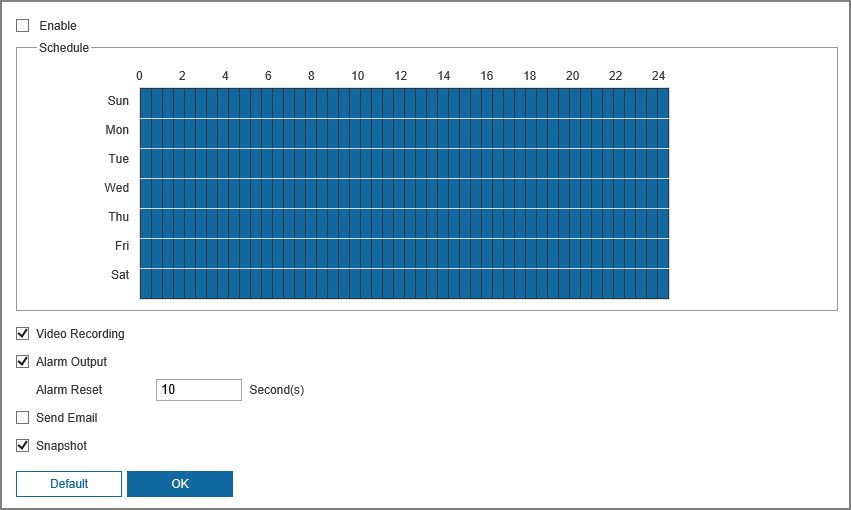 Enable
Schedule
0 2 4 6 8 10 12 14 16 18 20 22 24
Sun
Mon
Tue
Wed
Thu
Fri
Sat
Video Recording
Alarm Output
Alarm Reset 10 Second(s)
Send Email
Snapshot
Default OK